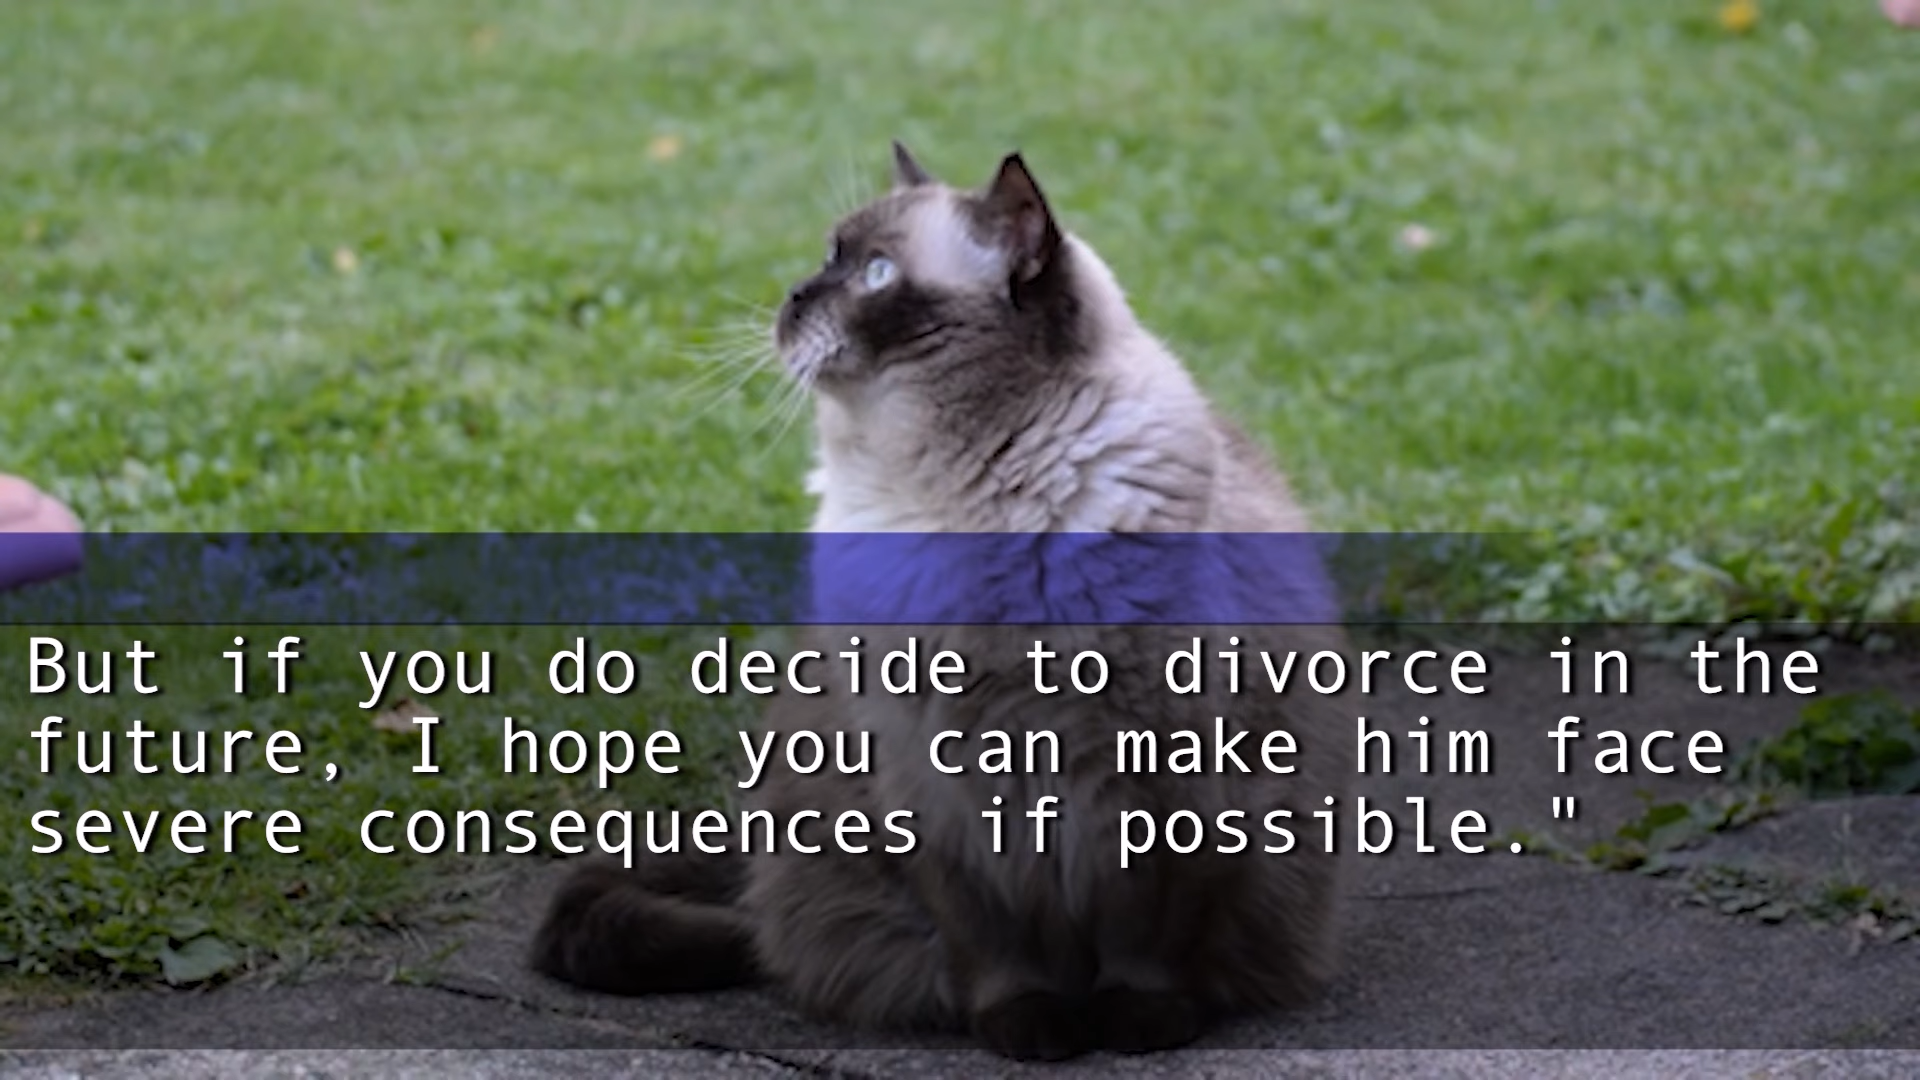 But if you do decide to divorce in the
future, I hope you can make him face
severe consequences if possible."